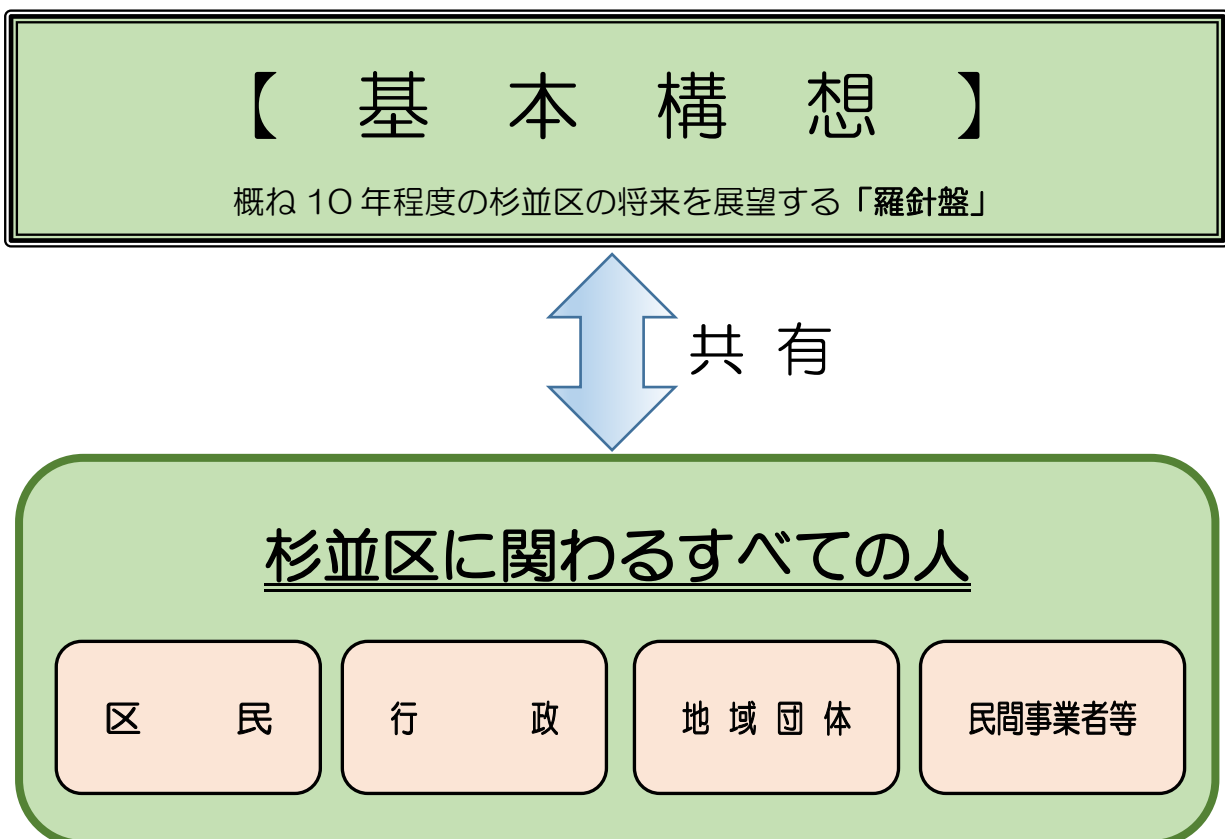 【 基 本 構 想 】
概ね 10 年程度の杉並区の将来を展望する「羅針盤」
共 有
杉並区に関わるすべての人
区 民
行 政
地 域 団 体
民間事業者等